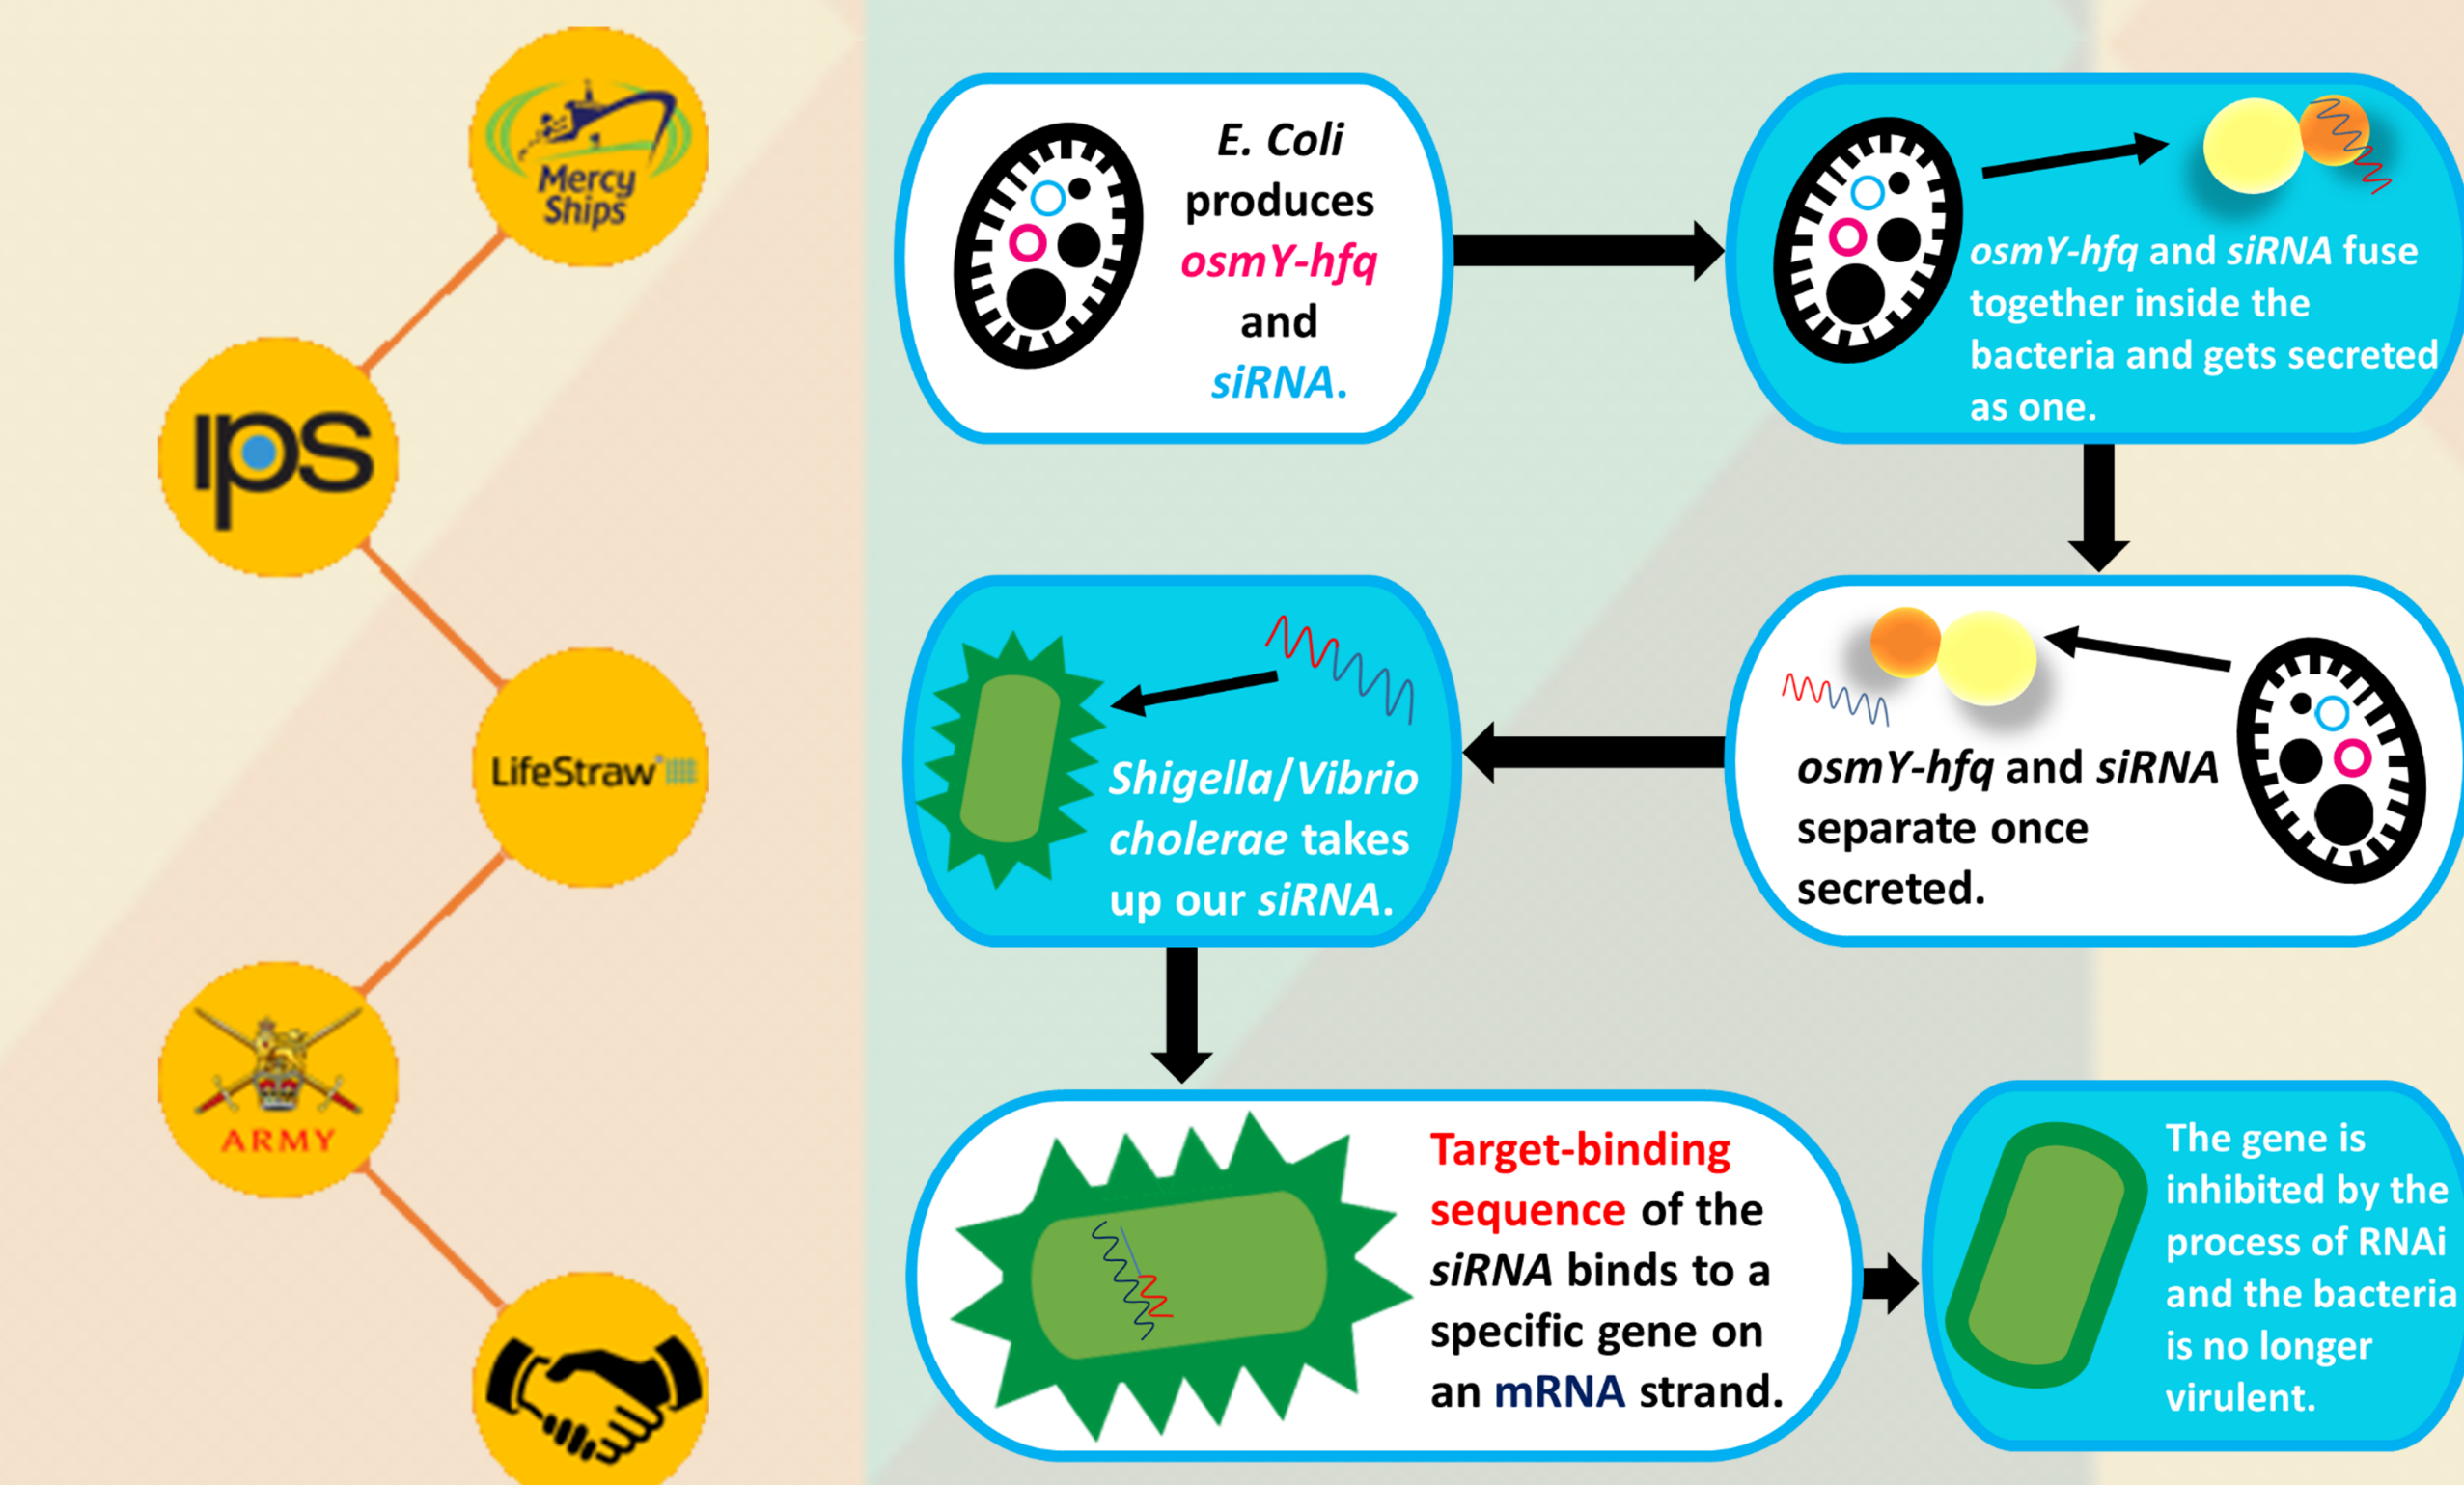 Mercy
Ships
ips
LifeStraw
ARMY
E. Coli
produces
osmY-hfq
and
siRNA.
osmY-hfq and siRNA fuse
together inside the
bacteria and gets secreted
as one.
osmY-hfq and siRNA
separate once
secreted.
Shigella/Vibrio
cholerae takes
up our siRNA.
Target-binding
sequence of the
siRNA binds to a
specific gene on
an mRNA strand.
The gene is
inhibited by the
process of RNAi
and the bacteria
is no longer
virulent.